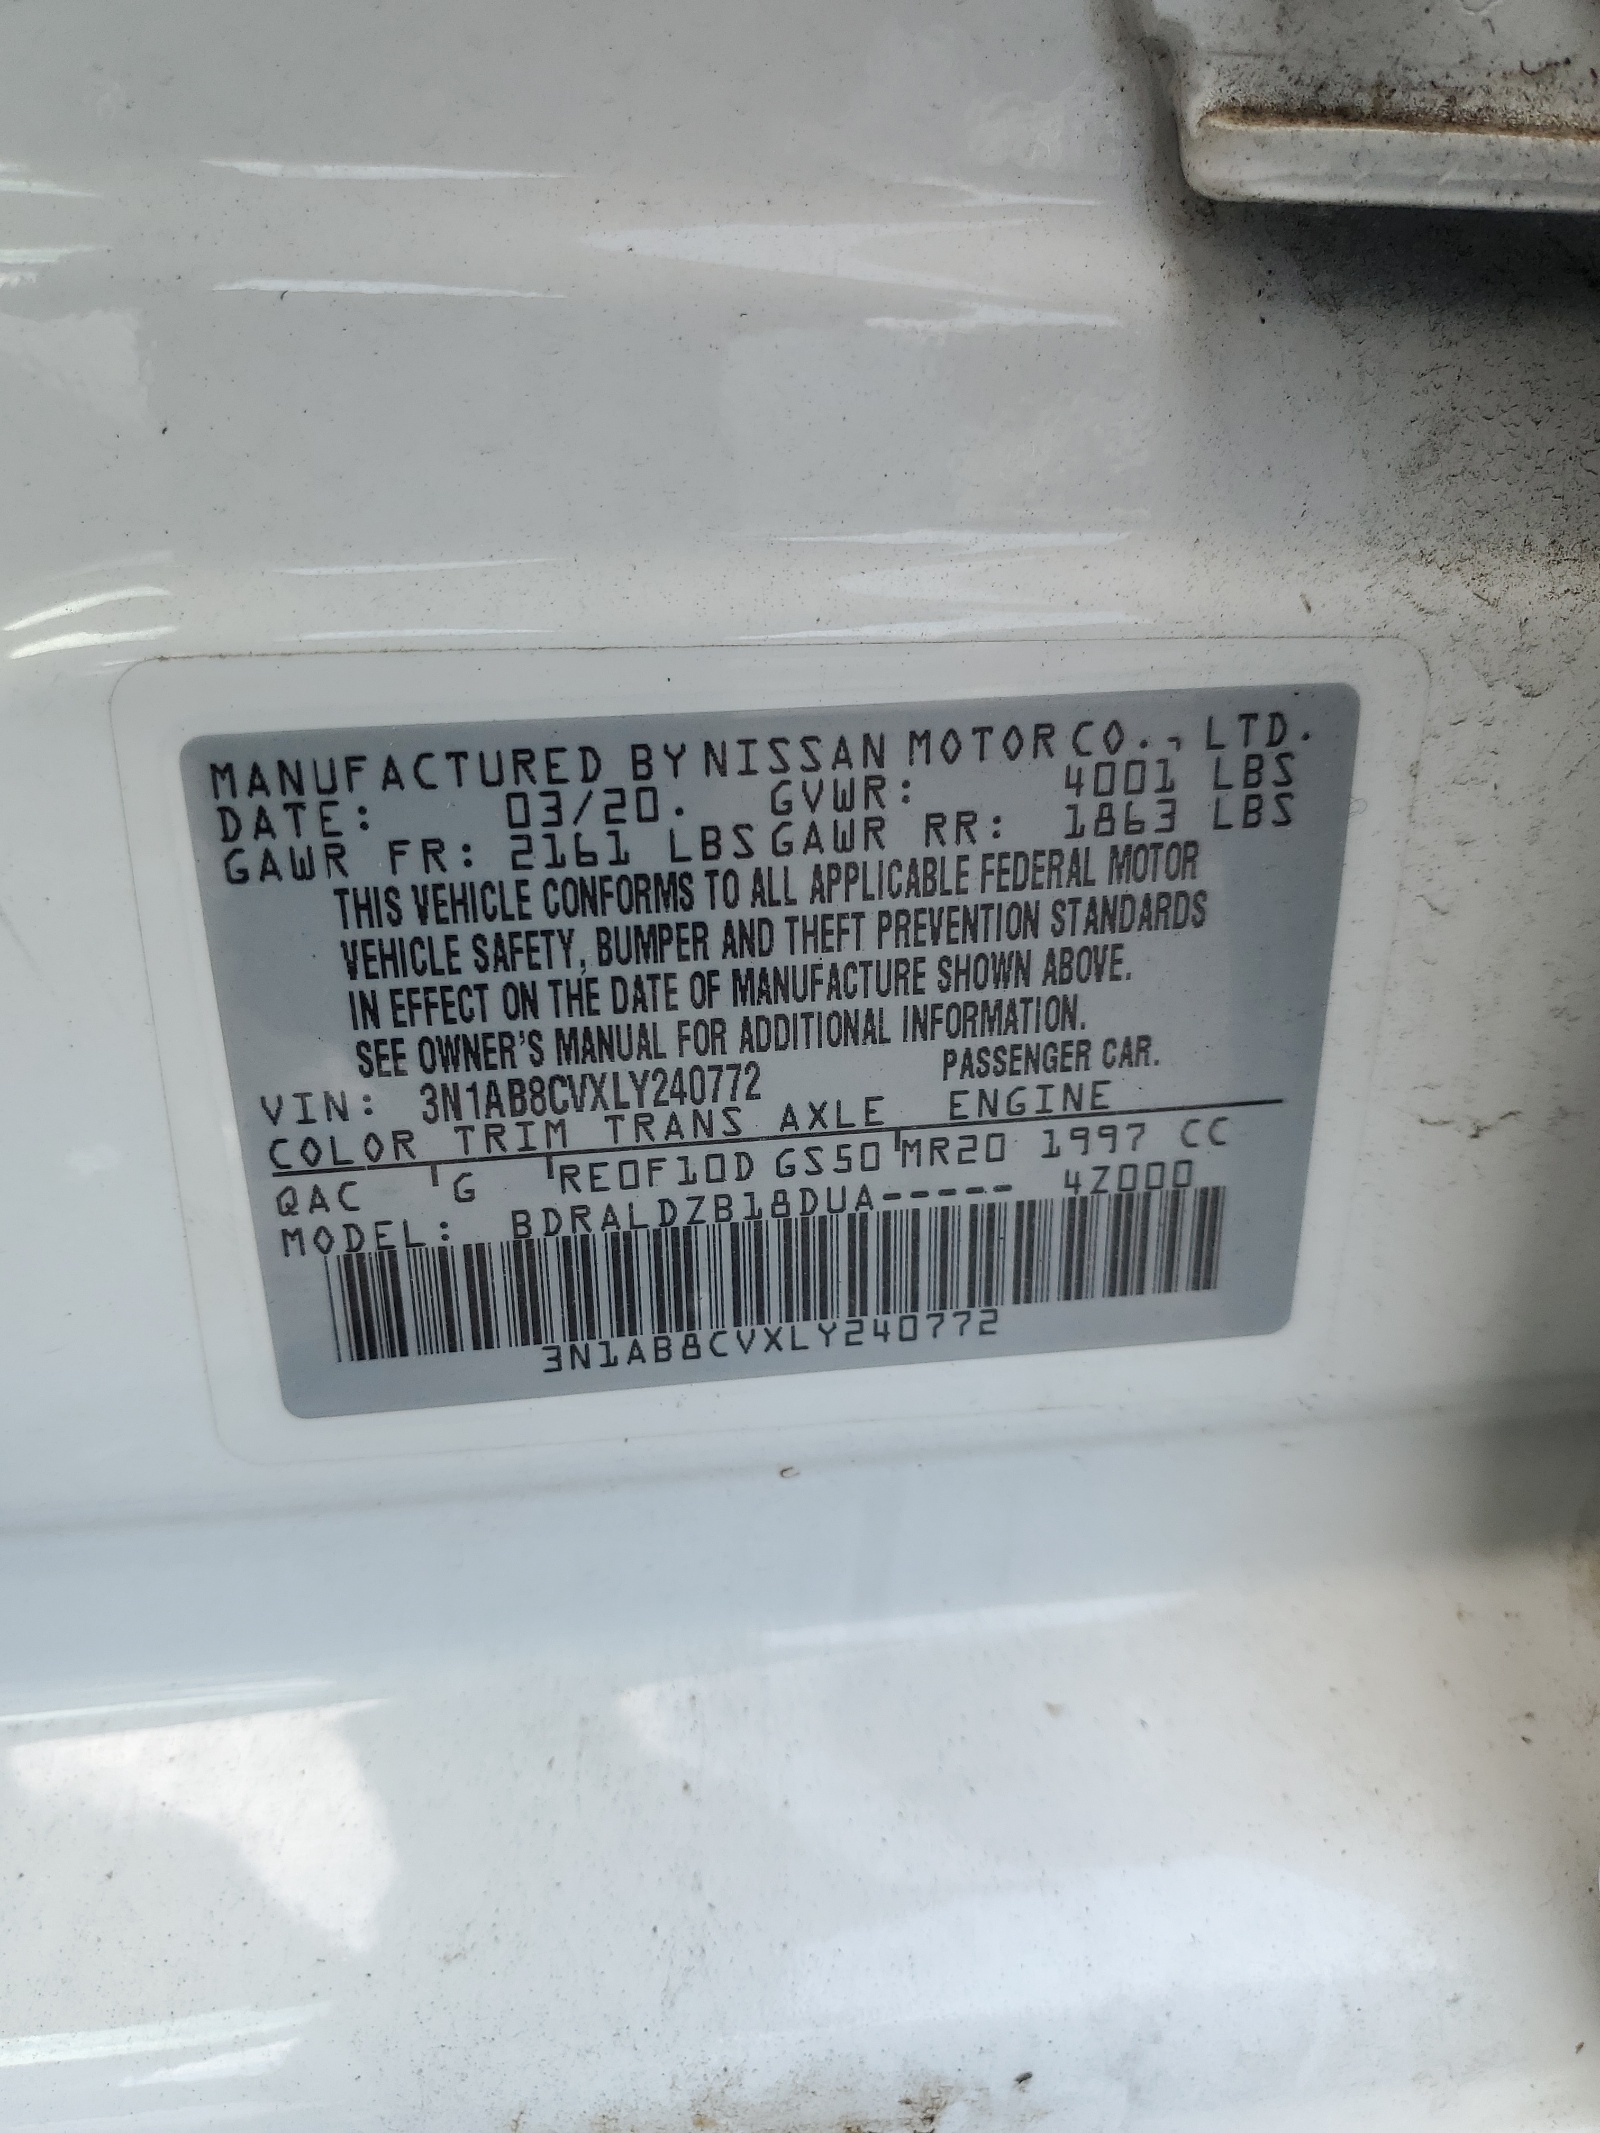 MANUFACTURED BY NISSAN MOTOR CO., LTD.
DATE: 03/20. GVWR: 4001 LBS
GAWR FR: 2161 LBS GAWR RR: 1863 LBS
THIS VEHICLE CONFORMS TO ALL APPLICABLE FEDERAL MOTOR
VEHICLE SAFETY, BUMPER AND THEFT PREVENTION STANDARDS
IN EFFECT ON THE DATE OF MANUFACTURE SHOWN ABOVE.
SEE OWNER'S MANUAL FOR ADDITIONAL INFORMATION.
VIN: 3N1AB8CVXLY240772 PASSENGER CAR.
COLOR TRIM TRANS AXLE ENGINE
QAC G RE0F10D GS50 MR20 1997 CC
MODEL: BDRALDZB18DUA----- 4Z000
3N1AB8CVXLY240772